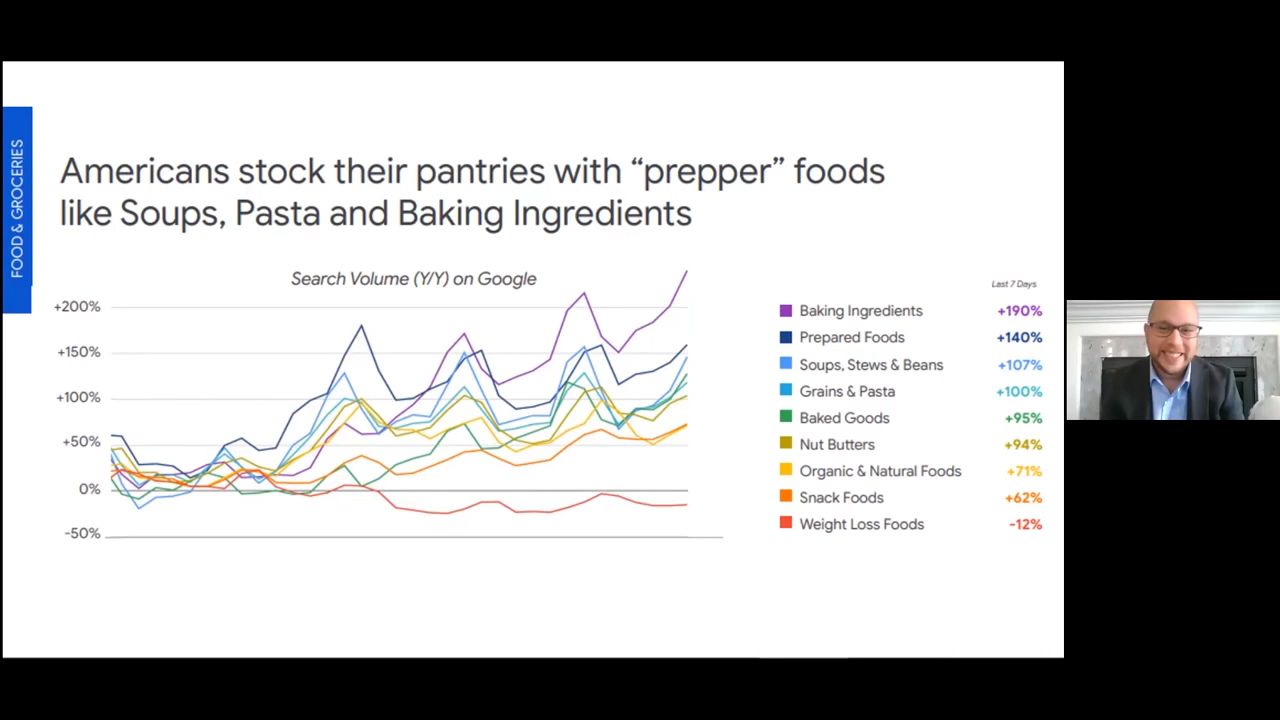 FOOD & GROCERIES
Americans stock their pantries with “prepper” foods
like Soups, Pasta and Baking Ingredients
Search Volume (Y/Y) on Google
+200%
+150%
+100%
+50%
0%
-50%
Last 7 Days
Baking Ingredients +190%
Prepared Foods +140%
Soups, Stews & Beans +107%
Grains & Pasta +100%
Baked Goods +95%
Nut Butters +94%
Organic & Natural Foods +71%
Snack Foods +62%
Weight Loss Foods -12%